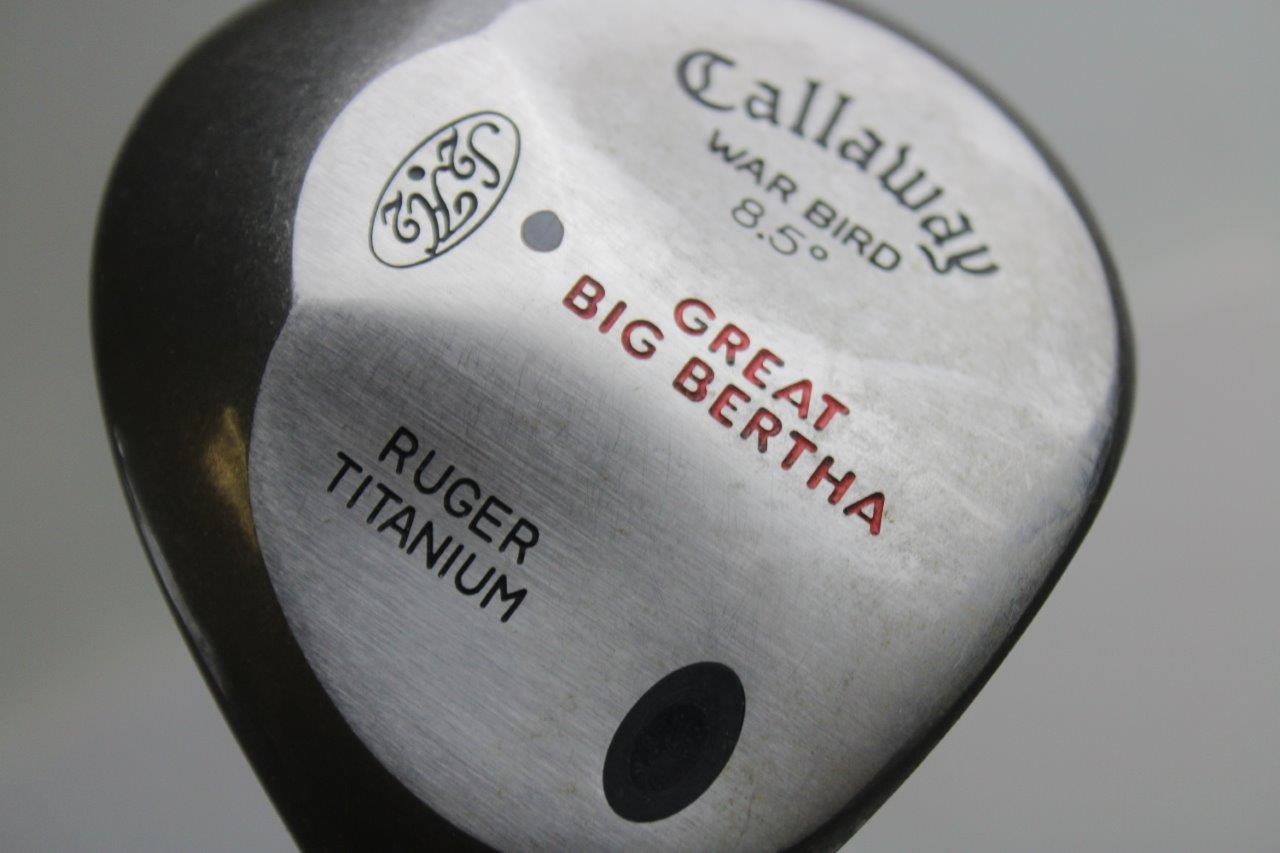 Callaway
WAR BIRD
8.5°
GREAT
BIG BERTHA
RUGER
TITANIUM